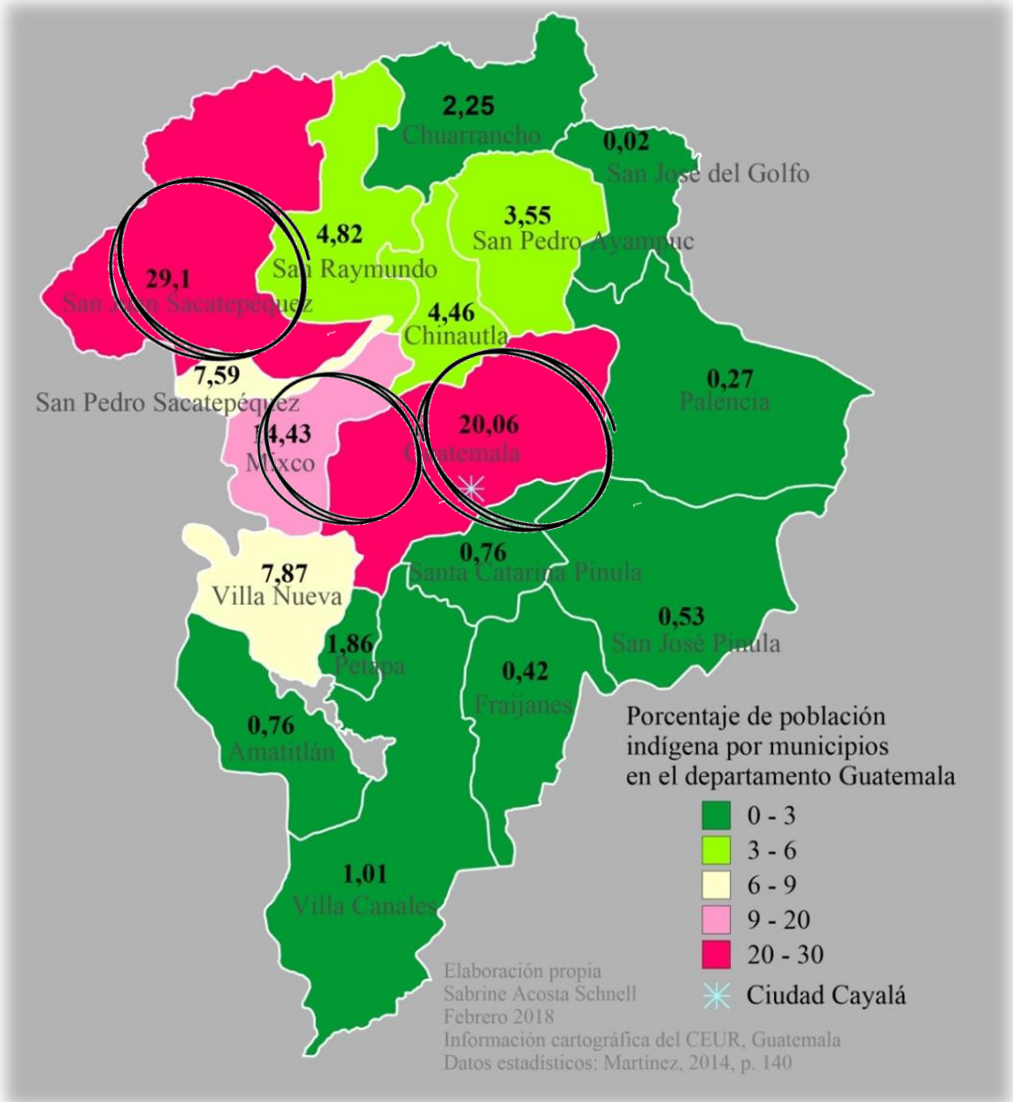 2,25
Chuarrancho
0,02
San José del Golfo
3,55
San Pedro Ayampuc
4,82
San Raymundo
29,1
San Juan Sacatepéquez
4,46
Chinautla
7,59
San Pedro Sacatepéquez
0,27
Palencia
14,43
Mixco
20,06
Guatemala
0,76
Santa Catarina Pinula
7,87
Villa Nueva
0,53
San José Pinula
1,86
Petapa
0,42
Fraijanes
0,76
Amatitlán
1,01
Villa Canales
Porcentaje de población
indígena por municipios
en el departamento Guatemala
0 - 3
3 - 6
6 - 9
9 - 20
20 - 30
Ciudad Cayalá
Elaboración propia
Sabrine Acosta Schnell
Febrero 2018
Información cartográfica del CEUR, Guatemala
Datos estadísticos: Martínez, 2014, p. 140